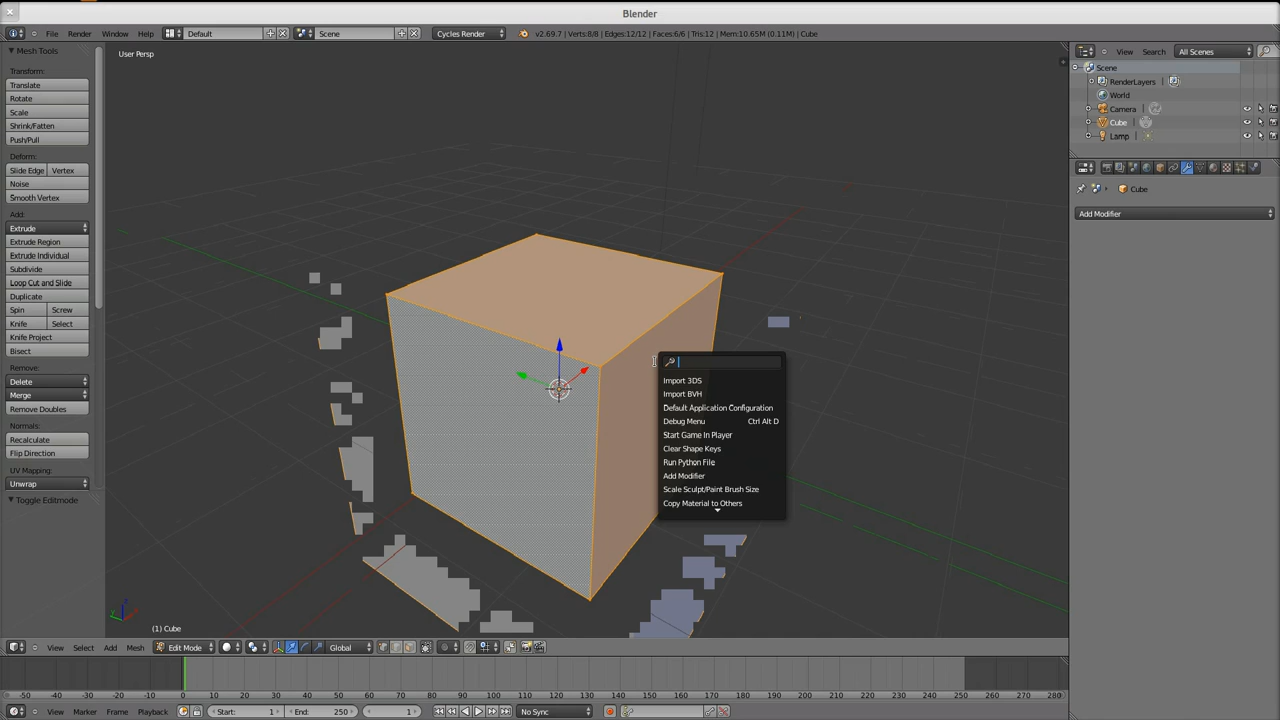 Blender
File Render Window Help Default Scene Cycles Render v2.69.7 | Verts:8/8 | Edges:12/12 | Faces:6/6 | Tris:12 | Mem:10.65M (0.11M) | Cube
Mesh Tools
Transform:
Translate
Rotate
Scale
Shrink/Fatten
Push/Pull
Deform:
Slide Edge Vertex
Noise
Smooth Vertex
Add:
Extrude
Extrude Region
Extrude Individual
Subdivide
Loop Cut and Slide
Duplicate
Spin Screw
Knife Select
Knife Project
Bisect
Remove:
Delete
Merge
Remove Doubles
Normals:
Recalculate
Flip Direction
UV Mapping:
Unwrap
Toggle Editmode
User Persp
Import 3DS
Import BVH
Default Application Configuration
Debug Menu Ctrl Alt D
Start Game In Player
Clear Shape Keys
Run Python File
Add Modifier
Scale Sculpt/Paint Brush Size
Copy Material to Others
(1) Cube
View Search All Scenes
Scene
RenderLayers
World
Camera
Cube
Lamp
Cube
Add Modifier
View Select Add Mesh Edit Mode Global
-50 -40 -30 -20 -10 0 10 20 30 40 50 60 70 80 90 100 110 120 130 140 150 160 170 180 190 200 210 220 230 240 250 260 270 280
View Marker Frame Playback Start: 1 End: 250 1 No Sync